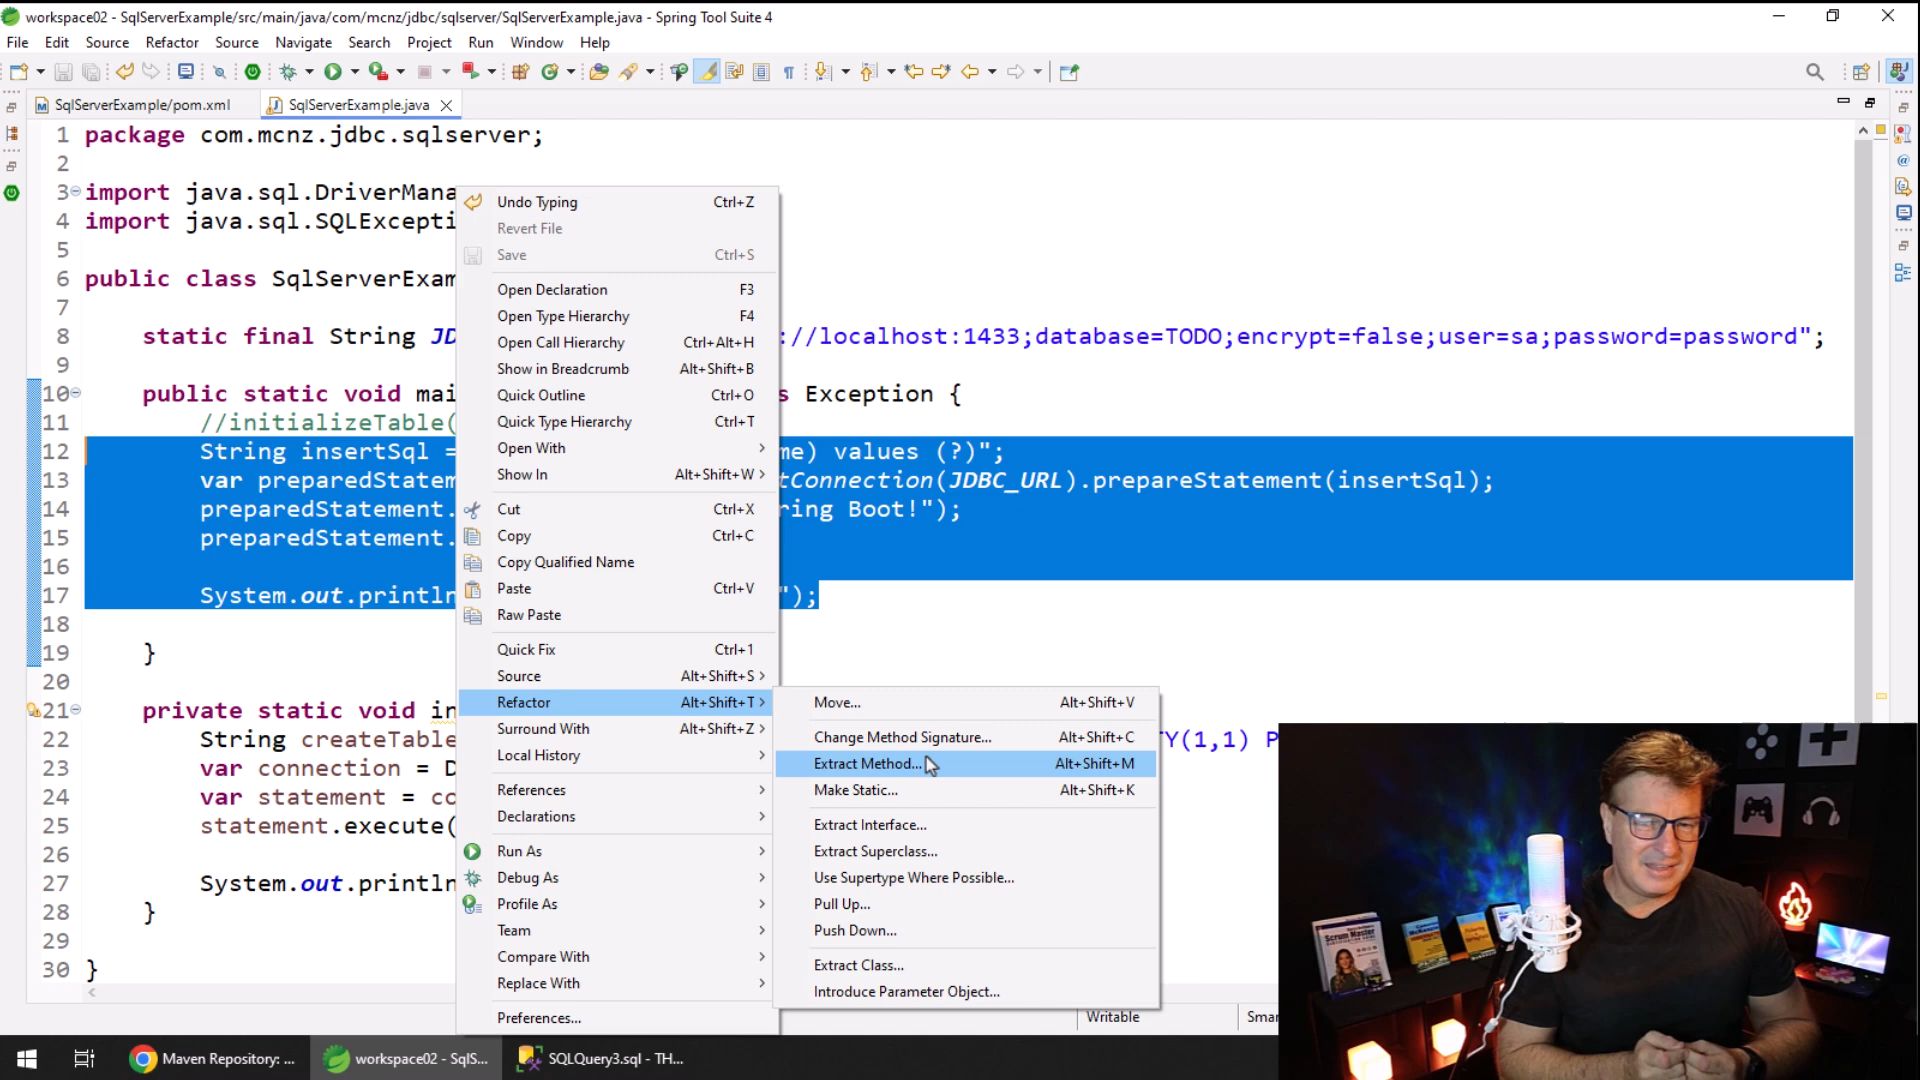 workspace02 - SqlServerExample/src/main/java/com/mcnz/jdbc/sqlserver/SqlServerExample.java - Spring Tool Suite 4
File Edit Source Refactor Source Navigate Search Project Run Window Help
SqlServerExample/pom.xml SqlServerExample.java
1 package com.mcnz.jdbc.sqlserver;
2
3 import java.sql.DriverMana
4 import java.sql.SQLExcepti
5
6 public class SqlServerExam
7
8 static final String JD ://localhost:1433;database=TODO;encrypt=false;user=sa;password=password";
9
10 public static void mai s Exception {
11 //initializeTable(
12 String insertSql = me) values (?)";
13 var preparedStatem tConnection(JDBC_URL).prepareStatement(insertSql);
14 preparedStatement. ring Boot!");
15 preparedStatement.
16
17 System.out.println ");
18
19 }
20
21 private static void in
22 String createTable TY(1,1) P
23 var connection = D
24 var statement = co
25 statement.execute(
26
27 System.out.println
28 }
29
30 }
Undo Typing Ctrl+Z
Revert File
Save Ctrl+S
Open Declaration F3
Open Type Hierarchy F4
Open Call Hierarchy Ctrl+Alt+H
Show in Breadcrumb Alt+Shift+B
Quick Outline Ctrl+O
Quick Type Hierarchy Ctrl+T
Open With
Show In Alt+Shift+W
Cut Ctrl+X
Copy Ctrl+C
Copy Qualified Name
Paste Ctrl+V
Raw Paste
Quick Fix Ctrl+1
Source Alt+Shift+S
Refactor Alt+Shift+T
Surround With Alt+Shift+Z
Local History
References
Declarations
Run As
Debug As
Profile As
Team
Compare With
Replace With
Preferences...
Move... Alt+Shift+V
Change Method Signature... Alt+Shift+C
Extract Method... Alt+Shift+M
Make Static... Alt+Shift+K
Extract Interface...
Extract Superclass...
Use Supertype Where Possible...
Pull Up...
Push Down...
Extract Class...
Introduce Parameter Object...
Scrum Master
Writable Smar
Maven Repository: ... workspace02 - SqlS... SQLQuery3.sql - TH...